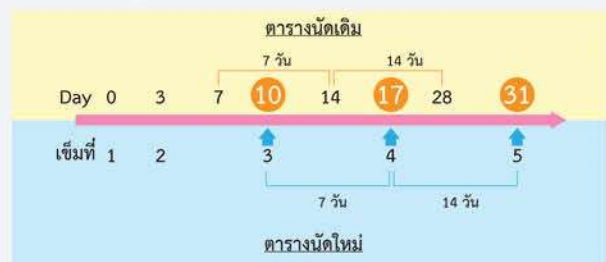 ตารางนัดเดิม
7 วัน 14 วัน
Day 0 3 7 10 14 17 28 31
เข็มที่ 1 2 3 4 5
7 วัน 14 วัน
ตารางนัดใหม่